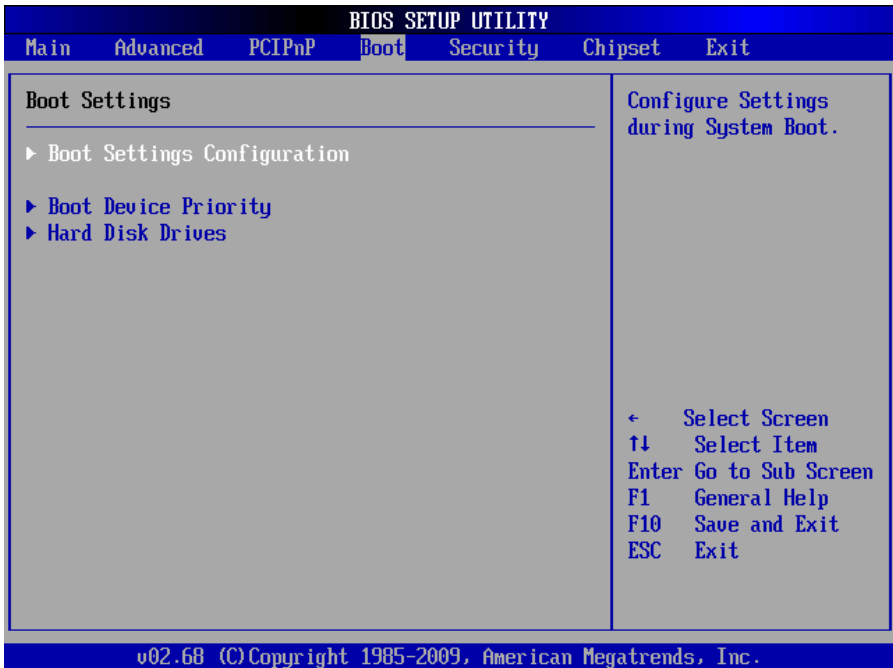 BIOS SETUP UTILITY
Main Advanced PCIPnP Boot Security Chipset Exit
Boot Settings
▶ Boot Settings Configuration
▶ Boot Device Priority
▶ Hard Disk Drives
Configure Settings
during System Boot.
← Select Screen
↑↓ Select Item
Enter Go to Sub Screen
F1 General Help
F10 Save and Exit
ESC Exit
v02.68 (C)Copyright 1985-2009, American Megatrends, Inc.